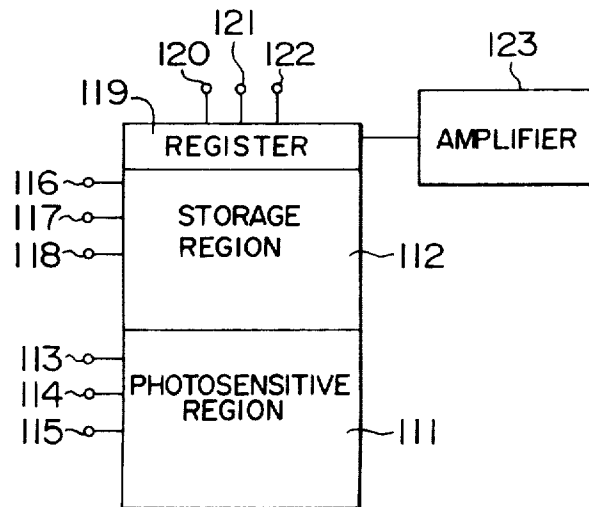 121
120
122
123
119
REGISTER
AMPLIFIER
116
117
118
STORAGE
REGION
112
113
114
115
PHOTOSENSITIVE
REGION
111